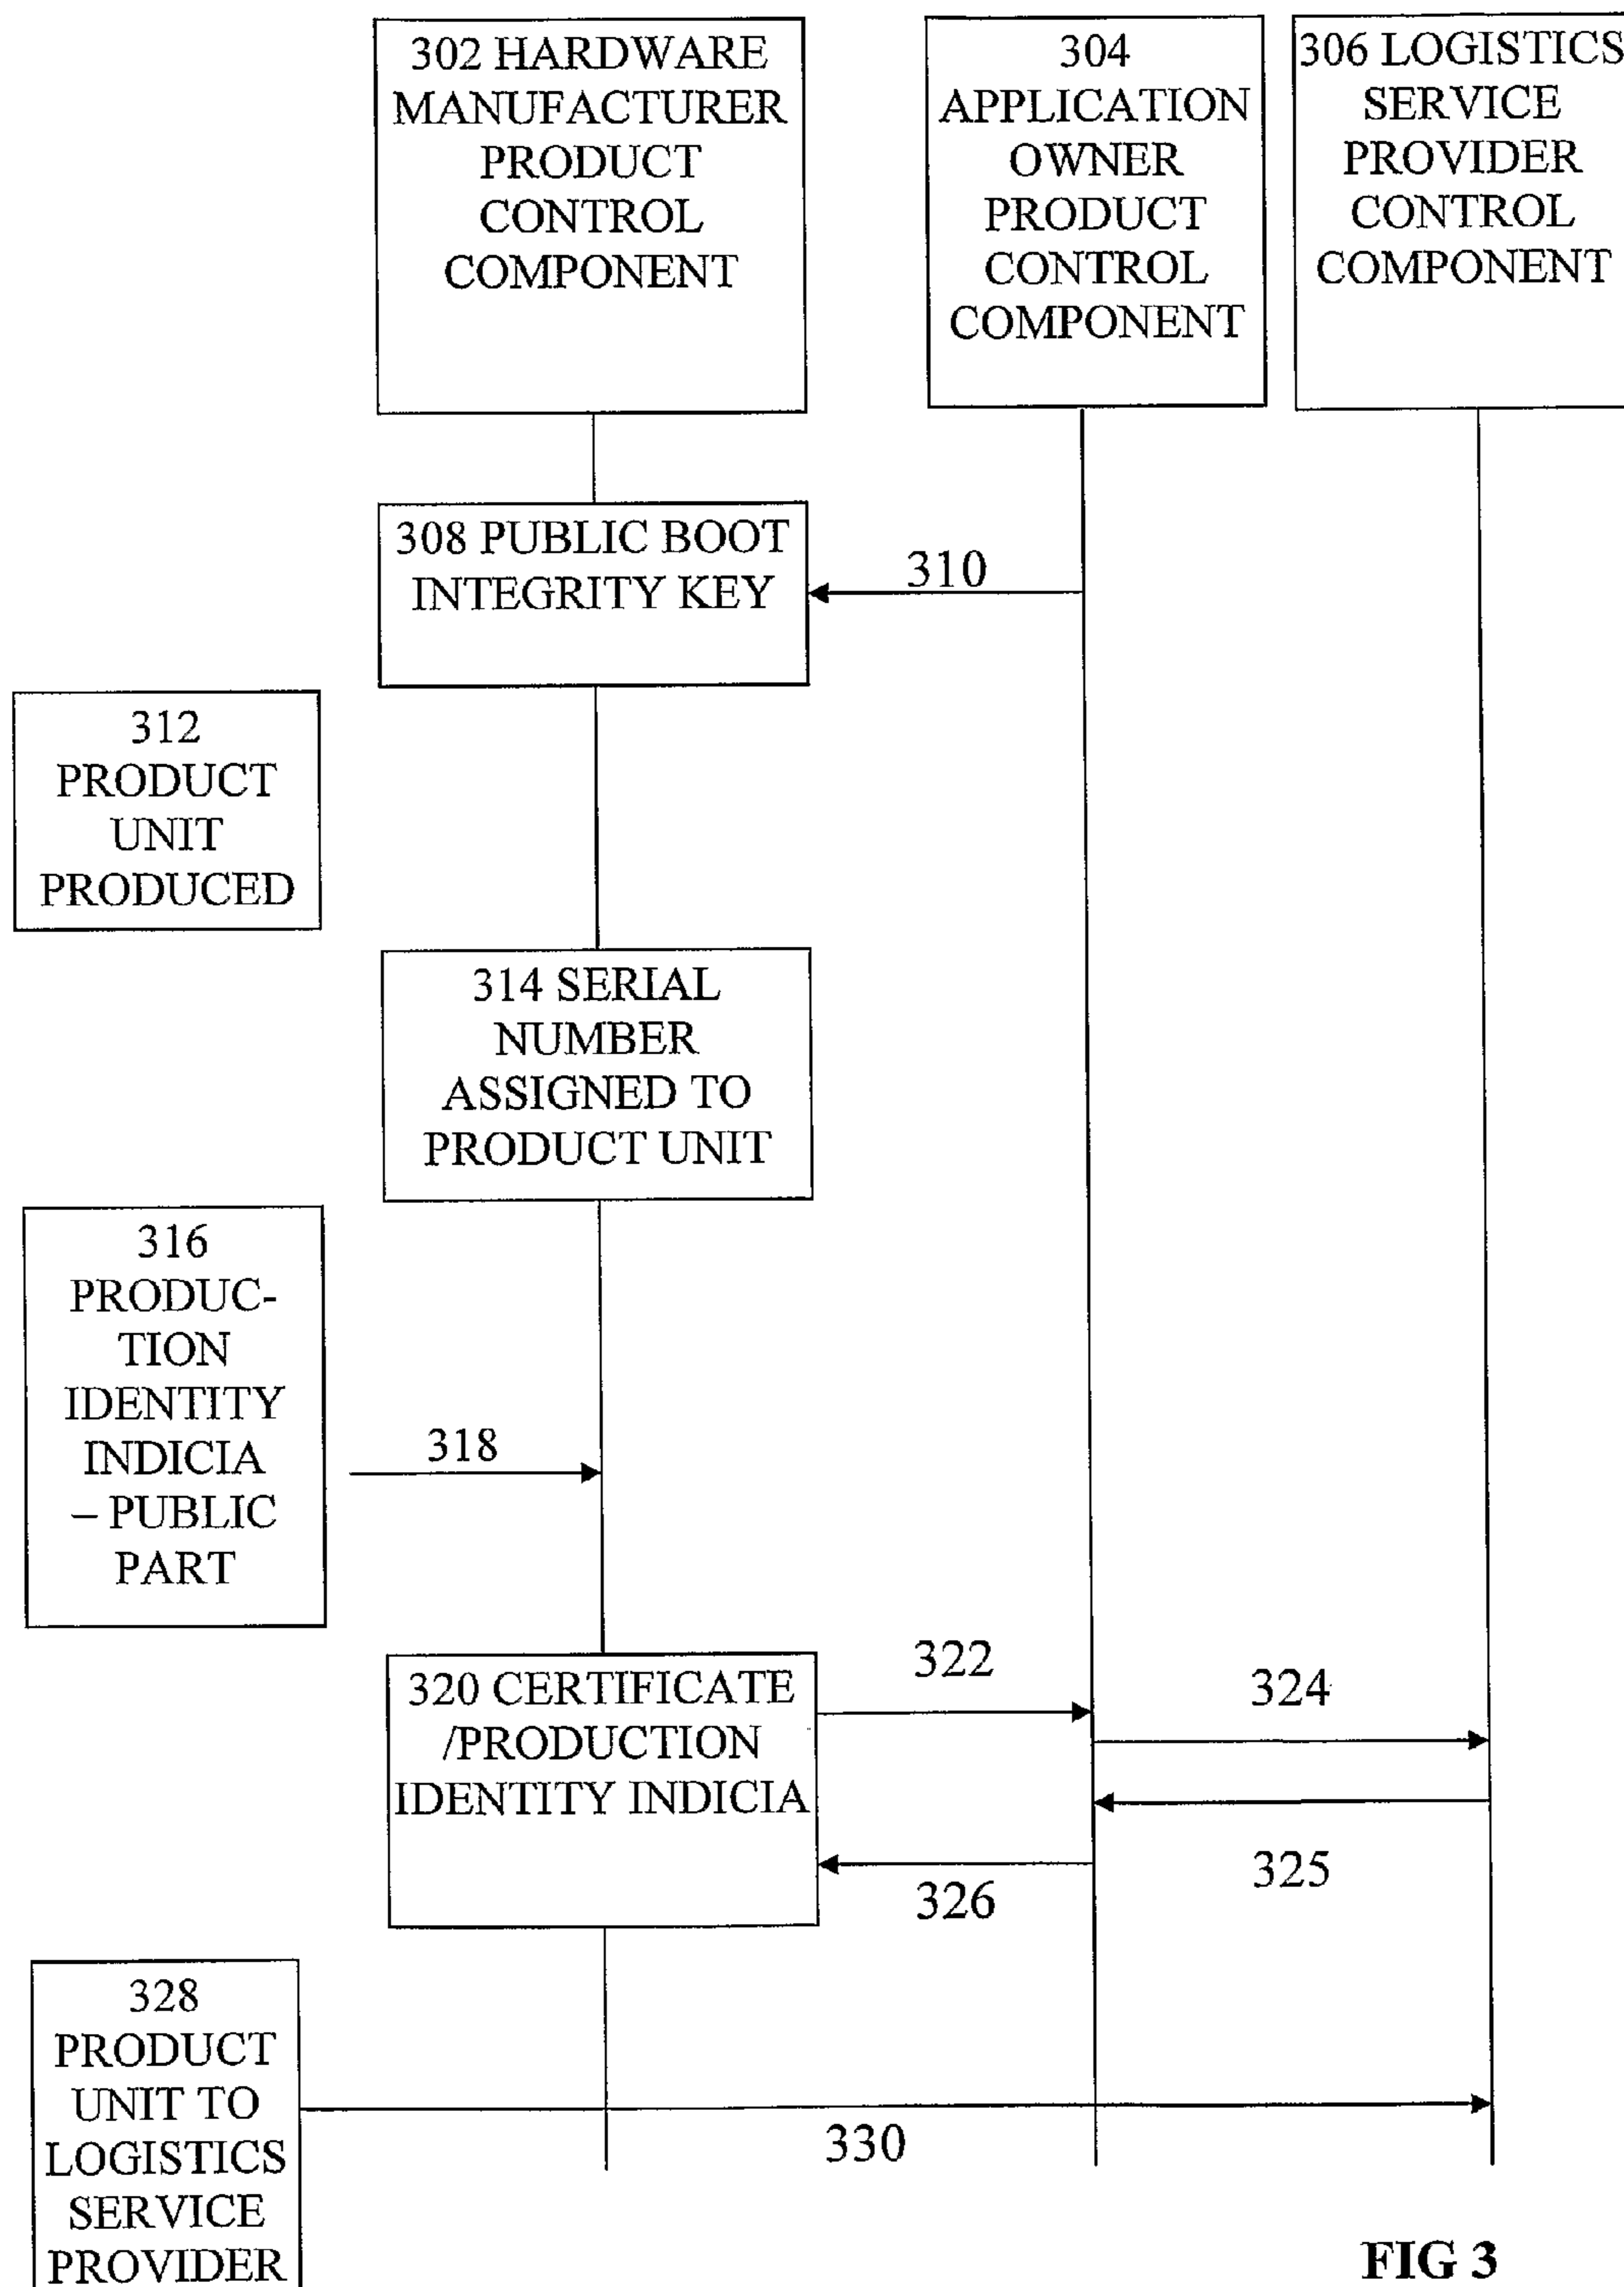 302 HARDWARE
MANUFACTURER
PRODUCT
CONTROL
COMPONENT
304
APPLICATION
OWNER
PRODUCT
CONTROL
COMPONENT
306 LOGISTICS
SERVICE
PROVIDER
CONTROL
COMPONENT
308 PUBLIC BOOT
INTEGRITY KEY
310
312
PRODUCT
UNIT
PRODUCED
314 SERIAL
NUMBER
ASSIGNED TO
PRODUCT UNIT
316
PRODUC-
TION
IDENTITY
INDICIA
– PUBLIC
PART
318
320 CERTIFICATE
/PRODUCTION
IDENTITY INDICIA
322
324
325
326
328
PRODUCT
UNIT TO
LOGISTICS
SERVICE
PROVIDER
330
FIG 3